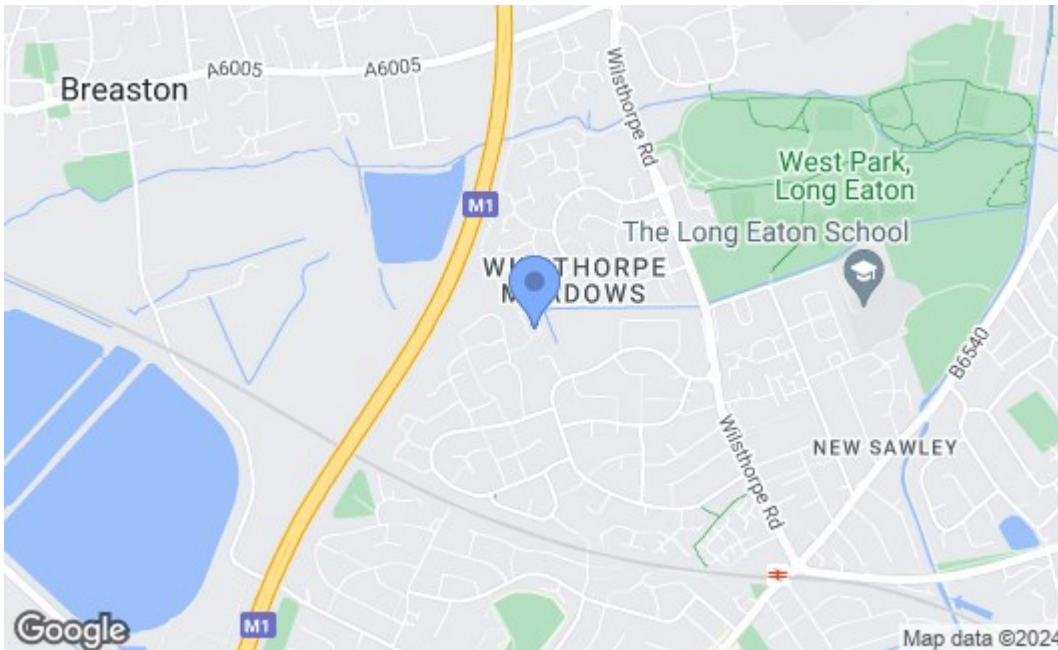 A6005
A6005
Breaston
Wilsthorpe Rd
West Park,
Long Eaton
M1
The Long Eaton School
MEADOWS
B6540
Wilsthorpe Rd
NEW SAWLEY
M1
Google
Map data ©2024